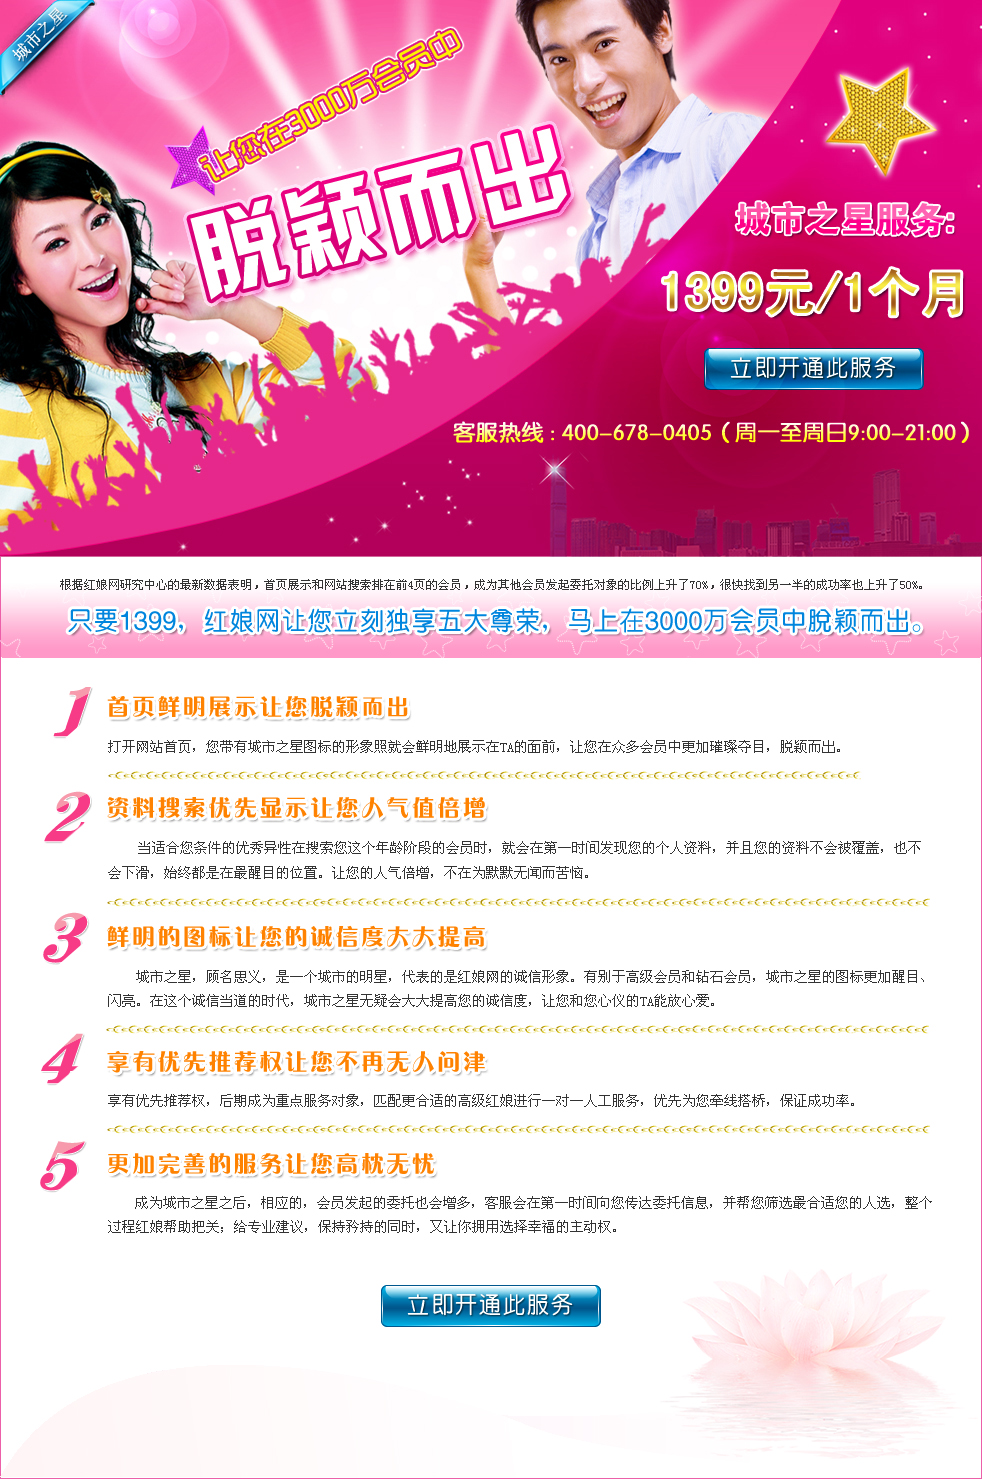 城市之星
让您在3000万会员中
脱颖而出
城市之星服务:
1399元/1个月
立即开通此服务
客服热线：400-678-0405（周一至周日9:00-21:00）
根据红娘网研究中心的最新数据表明，首页展示和网站搜索排在前4页的会员，成为其他会员发起委托对象的比例上升了70%，很快找到另一半的成功率也上升了50%。
只要1399，红娘网让您立刻独享五大尊荣，马上在3000万会员中脱颖而出。
1 首页鲜明展示让您脱颖而出
打开网站首页，您带有城市之星图标的形象照就会鲜明地展示在TA的面前，让您在众多会员中更加璀璨夺目，脱颖而出。
2 资料搜索优先显示让您人气值倍增
当适合您条件的优秀异性在搜索您这个年龄阶段的会员时，就会在第一时间发现您的个人资料，并且您的资料不会被覆盖，也不
会下滑，始终都是在最醒目的位置。让您的人气倍增，不在为默默无闻而苦恼。
3 鲜明的图标让您的诚信度大大提高
城市之星，顾名思义，是一个城市的明星，代表的是红娘网的诚信形象。有别于高级会员和钻石会员，城市之星的图标更加醒目、
闪亮。在这个诚信当道的时代，城市之星无疑会大大提高您的诚信度，让您和您心仪的TA能放心爱。
4 享有优先推荐权让您不再无人问津
享有优先推荐权，后期成为重点服务对象，匹配更合适的高级红娘进行一对一人工服务，优先为您牵线搭桥，保证成功率。
5 更加完善的服务让您高枕无忧
成为城市之星之后，相应的，会员发起的委托也会增多，客服会在第一时间向您传达委托信息，并帮您筛选最合适您的人选，整个
过程红娘帮助把关；给专业建议，保持矜持的同时，又让你拥用选择幸福的主动权。
立即开通此服务